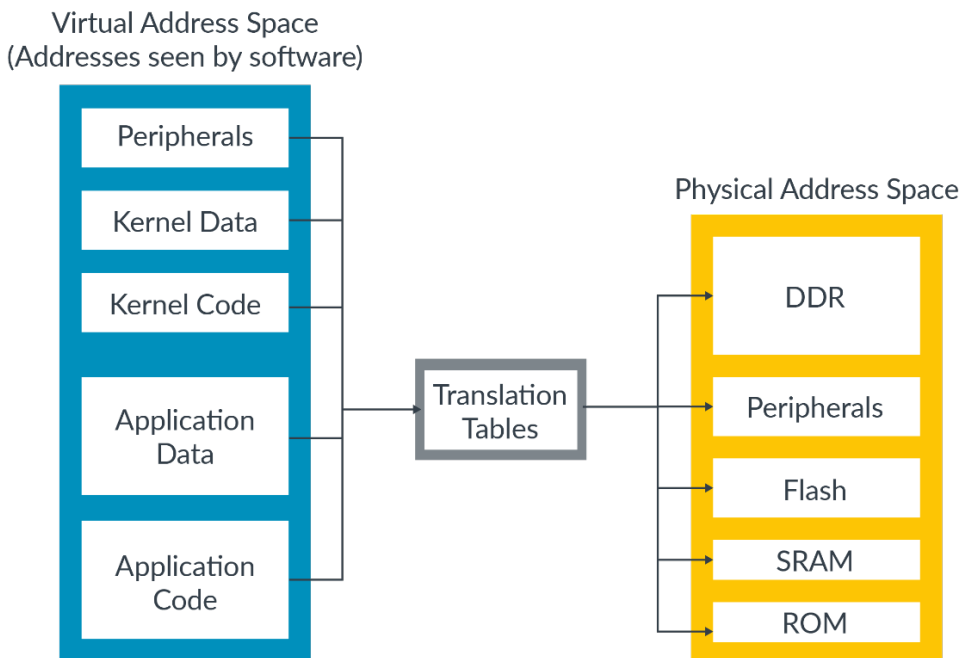 Virtual Address Space
(Addresses seen by software)
Peripherals
Kernel Data
Kernel Code
Application
Data
Application
Code
Translation
Tables
Physical Address Space
DDR
Peripherals
Flash
SRAM
ROM